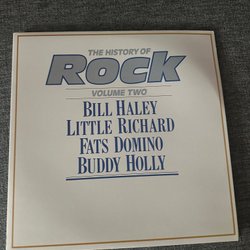 THE HISTORY OF
Rock
VOLUME TWO
BILL HALEY
LITTLE RICHARD
FATS DOMINO
BUDDY HOLLY